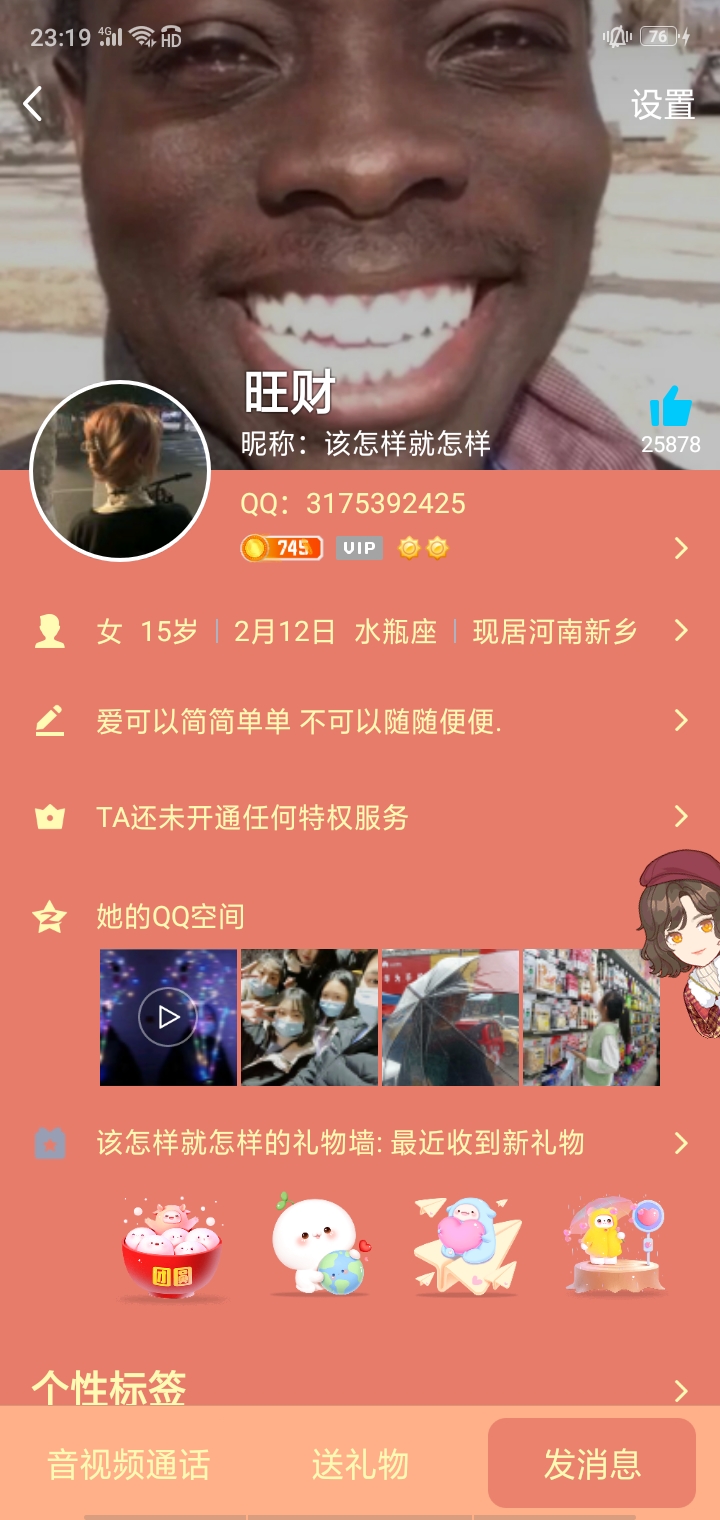 23:19 4G HD 76
设置
旺财
昵称：该怎样就怎样
25878
QQ：3175392425
745 VIP
女 15岁 2月12日 水瓶座 现居河南新乡
爱可以简简单单 不可以随随便便.
TA还未开通任何特权服务
她的QQ空间
该怎样就怎样的礼物墙: 最近收到新礼物
团圆
个性标签
音视频通话 送礼物 发消息